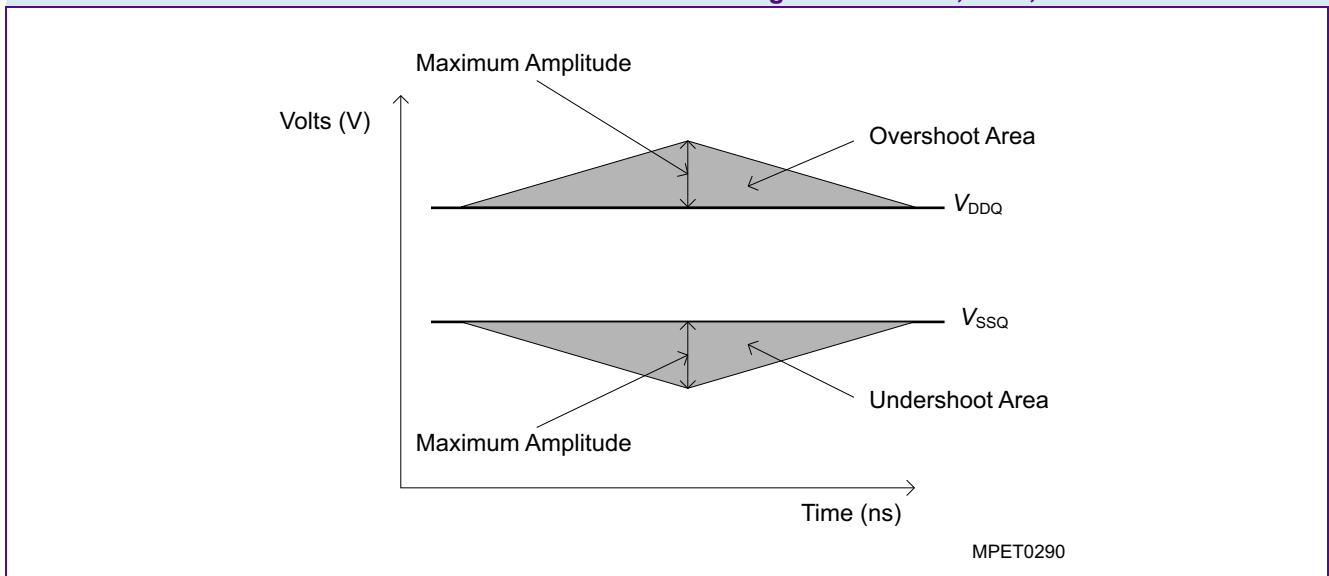 Maximum Amplitude
Volts (V)
Overshoot Area
VDDQ
VSSQ
Undershoot Area
Maximum Amplitude
Time (ns)
MPET0290